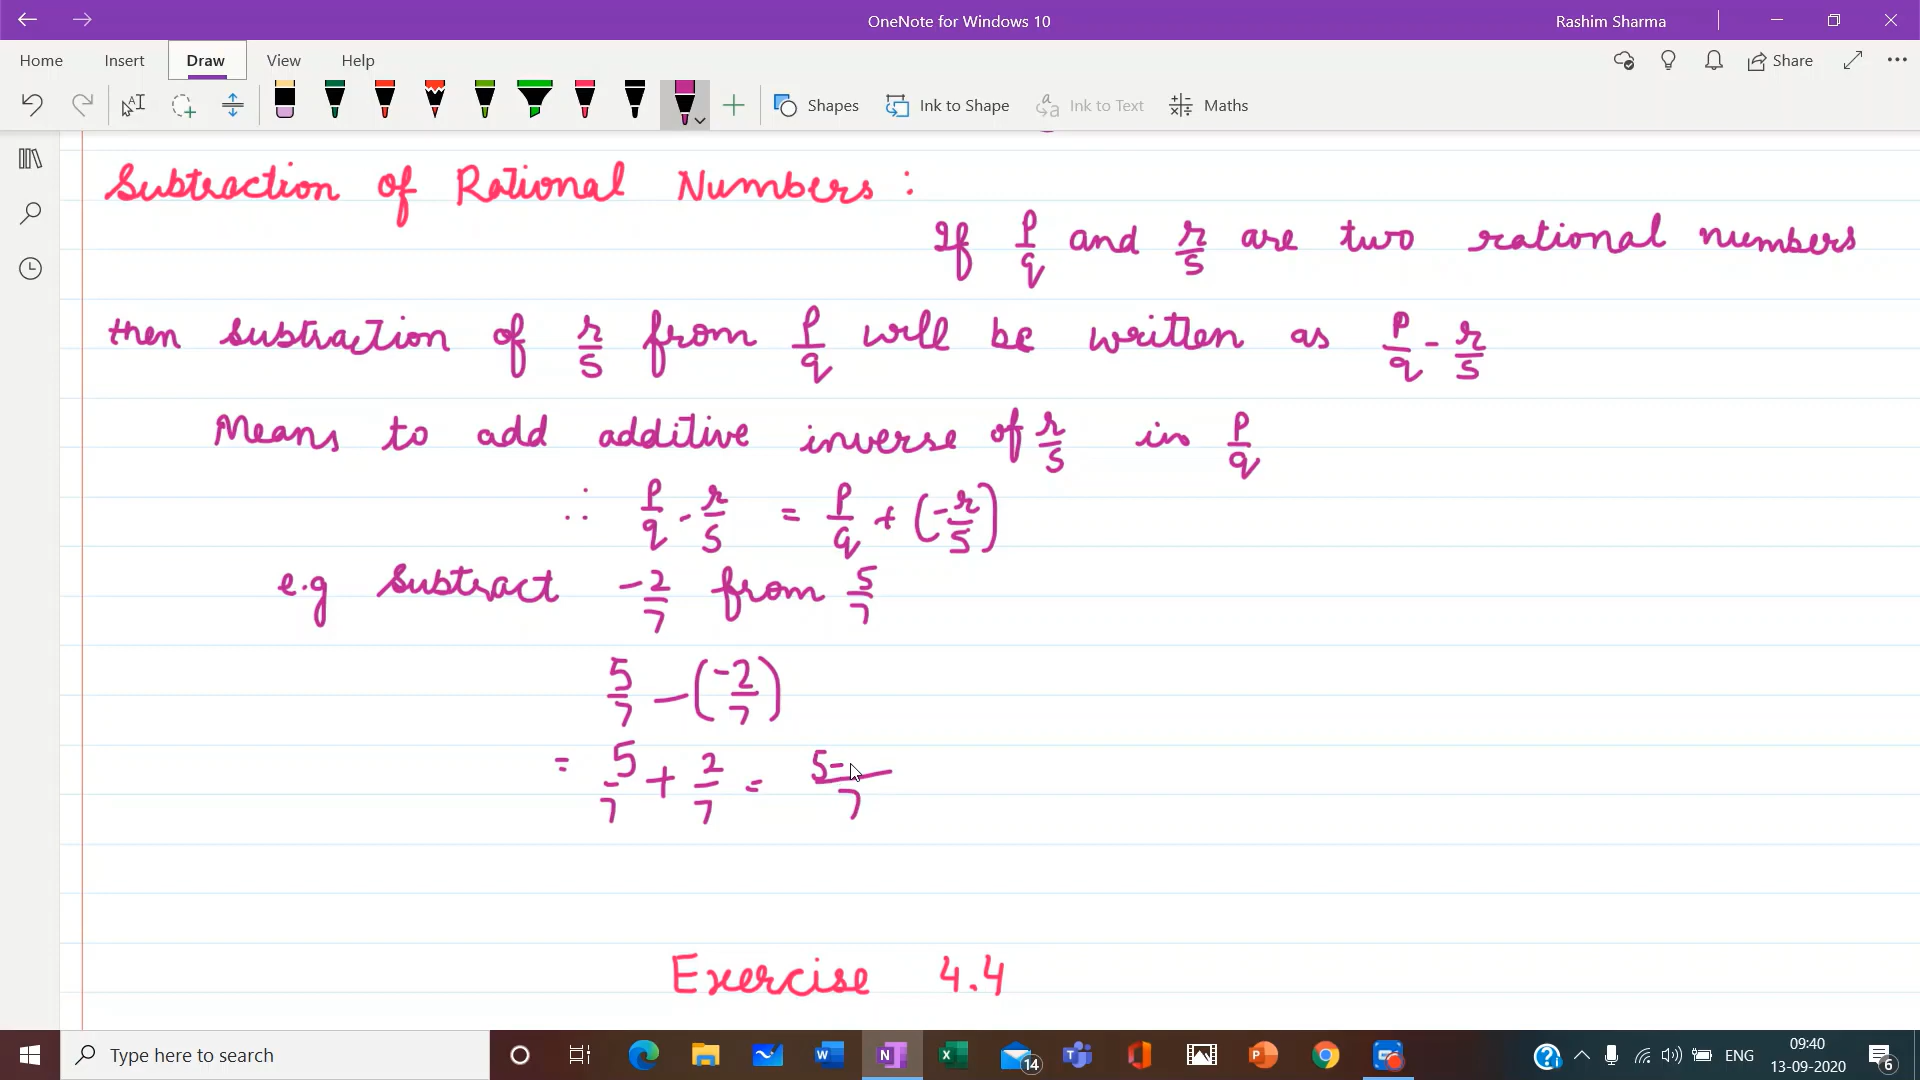 OneNote for Windows 10
Rashim Sharma
Home Insert Draw View Help
Share
Shapes Ink to Shape Ink to Text Maths
Subtraction of Rational Numbers :
If p/q and r/s are two rational numbers
then subtraction of r/s from p/q will be written as p/q - r/s
Means to add additive inverse of r/s in p/q
∴ p/q - r/s = p/q + (-r/s)
e.g Subtract -2/7 from 5/7
5/7 - (-2/7)
= 5/7 + 2/7 = 5-/7
Exercise 4.4
Type here to search
14
ENG
09:40
13-09-2020
6